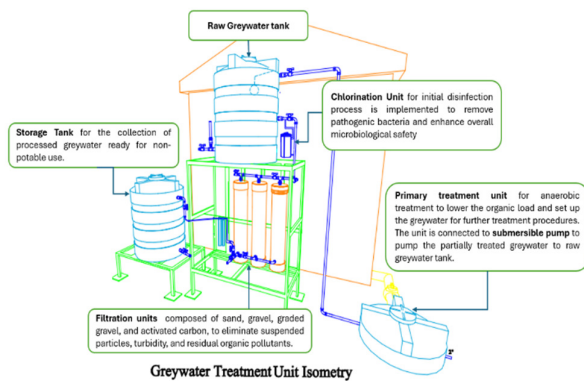 Raw Greywater tank
Chlorination Unit for initial disinfection
process is implemented to remove
pathogenic bacteria and enhance overall
microbiological safety
Storage Tank for the collection of
processed greywater ready for non-
potable use.
Primary treatment unit for anaerobic
treatment to lower the organic load and set up
the greywater for further treatment procedures.
The unit is connected to submersible pump to
pump the partially treated greywater to raw
greywater tank.
Filtration units composed of sand, gravel, graded
gravel, and activated carbon, to eliminate suspended
particles, turbidity, and residual organic pollutants.
Greywater Treatment Unit Isometry